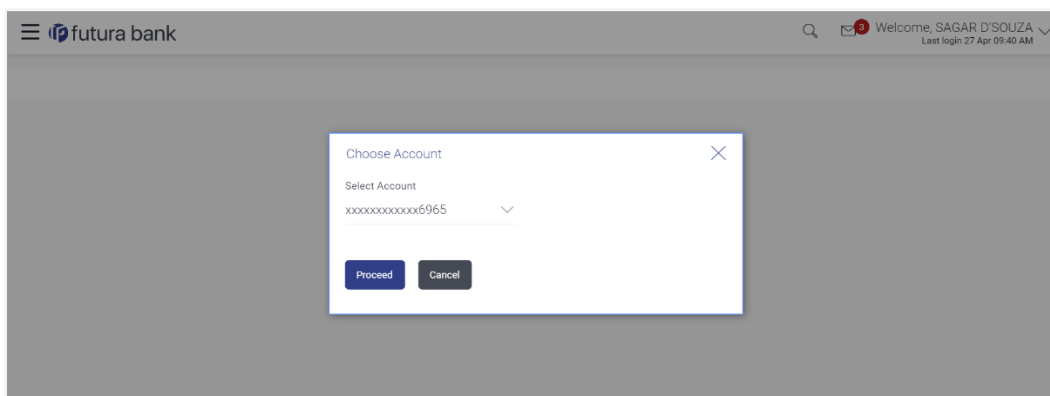 futura bank
3
Welcome, SAGAR D'SOUZA
Last login 27 Apr 09:40 AM
Choose Account
Select Account
xxxxxxxxxxxx6965
Proceed
Cancel